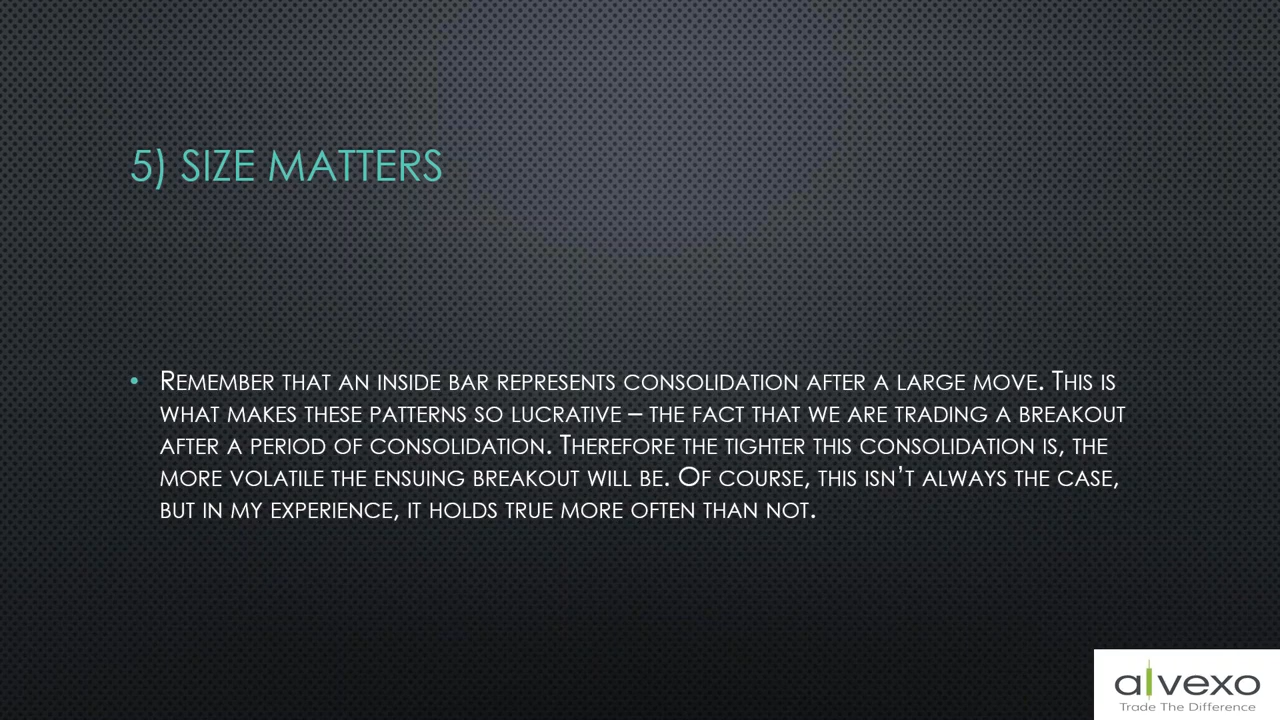 5) SIZE MATTERS
• REMEMBER THAT AN INSIDE BAR REPRESENTS CONSOLIDATION AFTER A LARGE MOVE. THIS IS
WHAT MAKES THESE PATTERNS SO LUCRATIVE – THE FACT THAT WE ARE TRADING A BREAKOUT
AFTER A PERIOD OF CONSOLIDATION. THEREFORE THE TIGHTER THIS CONSOLIDATION IS, THE
MORE VOLATILE THE ENSUING BREAKOUT WILL BE. OF COURSE, THIS ISN’T ALWAYS THE CASE,
BUT IN MY EXPERIENCE, IT HOLDS TRUE MORE OFTEN THAN NOT.
alvexo
Trade The Difference